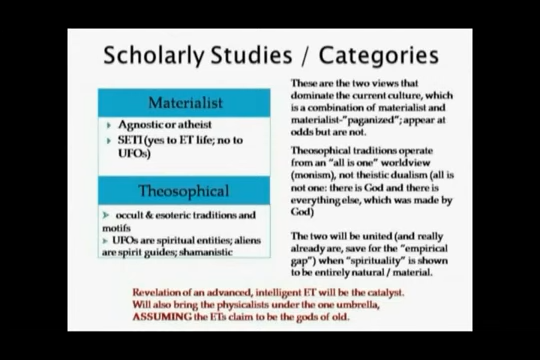 Scholarly Studies / Categories
Materialist
Agnostic or atheist
SETI (yes to ET life; no to
UFOs)
Theosophical
occult & esoteric traditions and
motifs
UFOs are spiritual entities; aliens
are spirit guides; shamanistic
These are the two views that
dominate the current culture, which
is a combination of materialist and
materialist-"paganized"; appear at
odds but are not.
Theosophical traditions operate
from an "all is one" worldview
(monism), not theistic dualism (all is
not one: there is God and there is
everything else, which was made by
God)
The two will be united (and really
already are, save for the "empirical
gap") when "spirituality" is shown
to be entirely natural / material.
Revelation of an advanced, intelligent ET will be the catalyst.
Will also bring the physicalists under the one umbrella,
ASSUMING the ETs claim to be the gods of old.